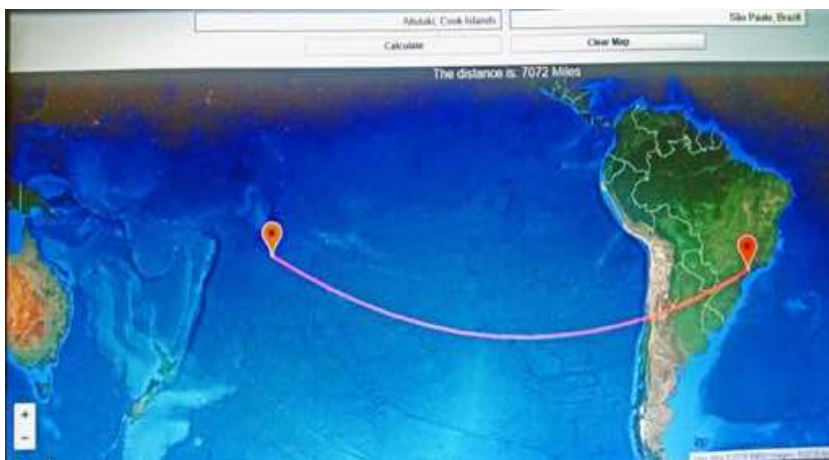 Aitutaki, Cook Islands
São Paulo, Brazil
Calculate
Clear Map
The distance is: 7072 Miles
+
−